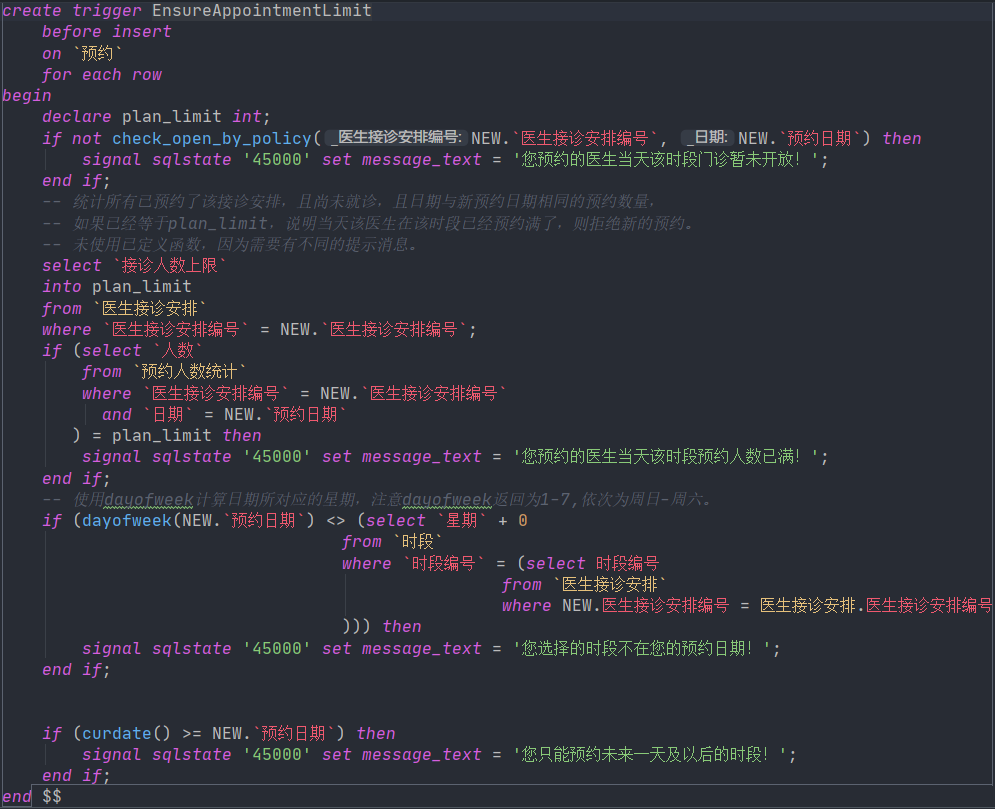 create trigger EnsureAppointmentLimit
    before insert
    on `预约`
    for each row
begin
    declare plan_limit int;
    if not check_open_by_policy( _医生接诊安排编号: NEW.`医生接诊安排编号`, _日期: NEW.`预约日期`) then
        signal sqlstate '45000' set message_text = '您预约的医生当天该时段门诊暂未开放！';
    end if;
    -- 统计所有已预约了该接诊安排，且尚未就诊，且日期与新预约日期相同的预约数量，
    -- 如果已经等于plan_limit，说明当天该医生在该时段已经预约满了，则拒绝新的预约。
    -- 未使用已定义函数，因为需要有不同的提示消息。
    select `接诊人数上限`
    into plan_limit
    from `医生接诊安排`
    where `医生接诊安排编号` = NEW.`医生接诊安排编号`;
    if (select `人数`
        from `预约人数统计`
        where `医生接诊安排编号` = NEW.`医生接诊安排编号`
          and `日期` = NEW.`预约日期`
       ) = plan_limit then
        signal sqlstate '45000' set message_text = '您预约的医生当天该时段预约人数已满！';
    end if;
    -- 使用dayofweek计算日期所对应的星期，注意dayofweek返回为1-7,依次为周日-周六。
    if (dayofweek(NEW.`预约日期`) <> (select `星期` + 0
                                  from `时段`
                                  where `时段编号` = (select 时段编号
                                                  from `医生接诊安排`
                                                  where NEW.医生接诊安排编号 = 医生接诊安排.医生接诊安排编号
                                  ))) then
        signal sqlstate '45000' set message_text = '您选择的时段不在您的预约日期！';
    end if;
    if (curdate() >= NEW.`预约日期`) then
        signal sqlstate '45000' set message_text = '您只能预约未来一天及以后的时段！';
    end if;
end $$